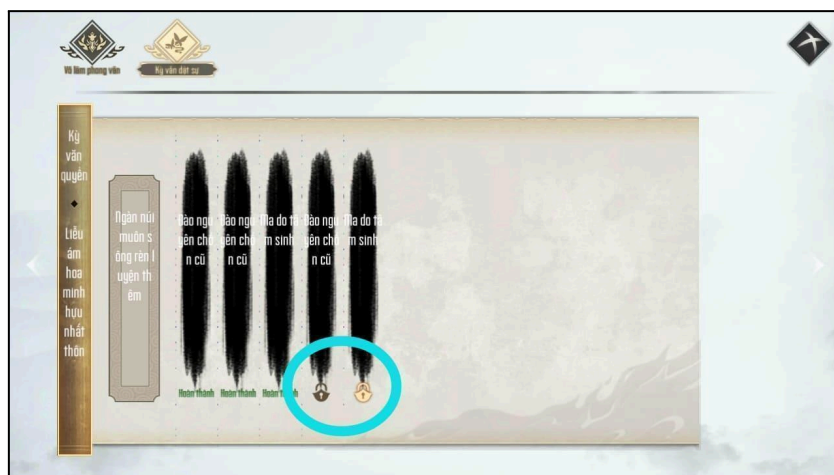 Võ lâm phong vân
Kỳ văn dật sự
Kỳ
văn
quyển
Liễu
ám
hoa
minh
hựu
nhất
thôn
Ngàn núi
muôn s
ông rèn l
uyện th
êm
Đào ngu
yên chố
n cũ
Đào ngu
yên chố
n cũ
Ma do tâ
m sinh
Đào ngu
yên chố
n cũ
Ma do tâ
m sinh
Hoàn thành
Hoàn thành
Hoàn thành